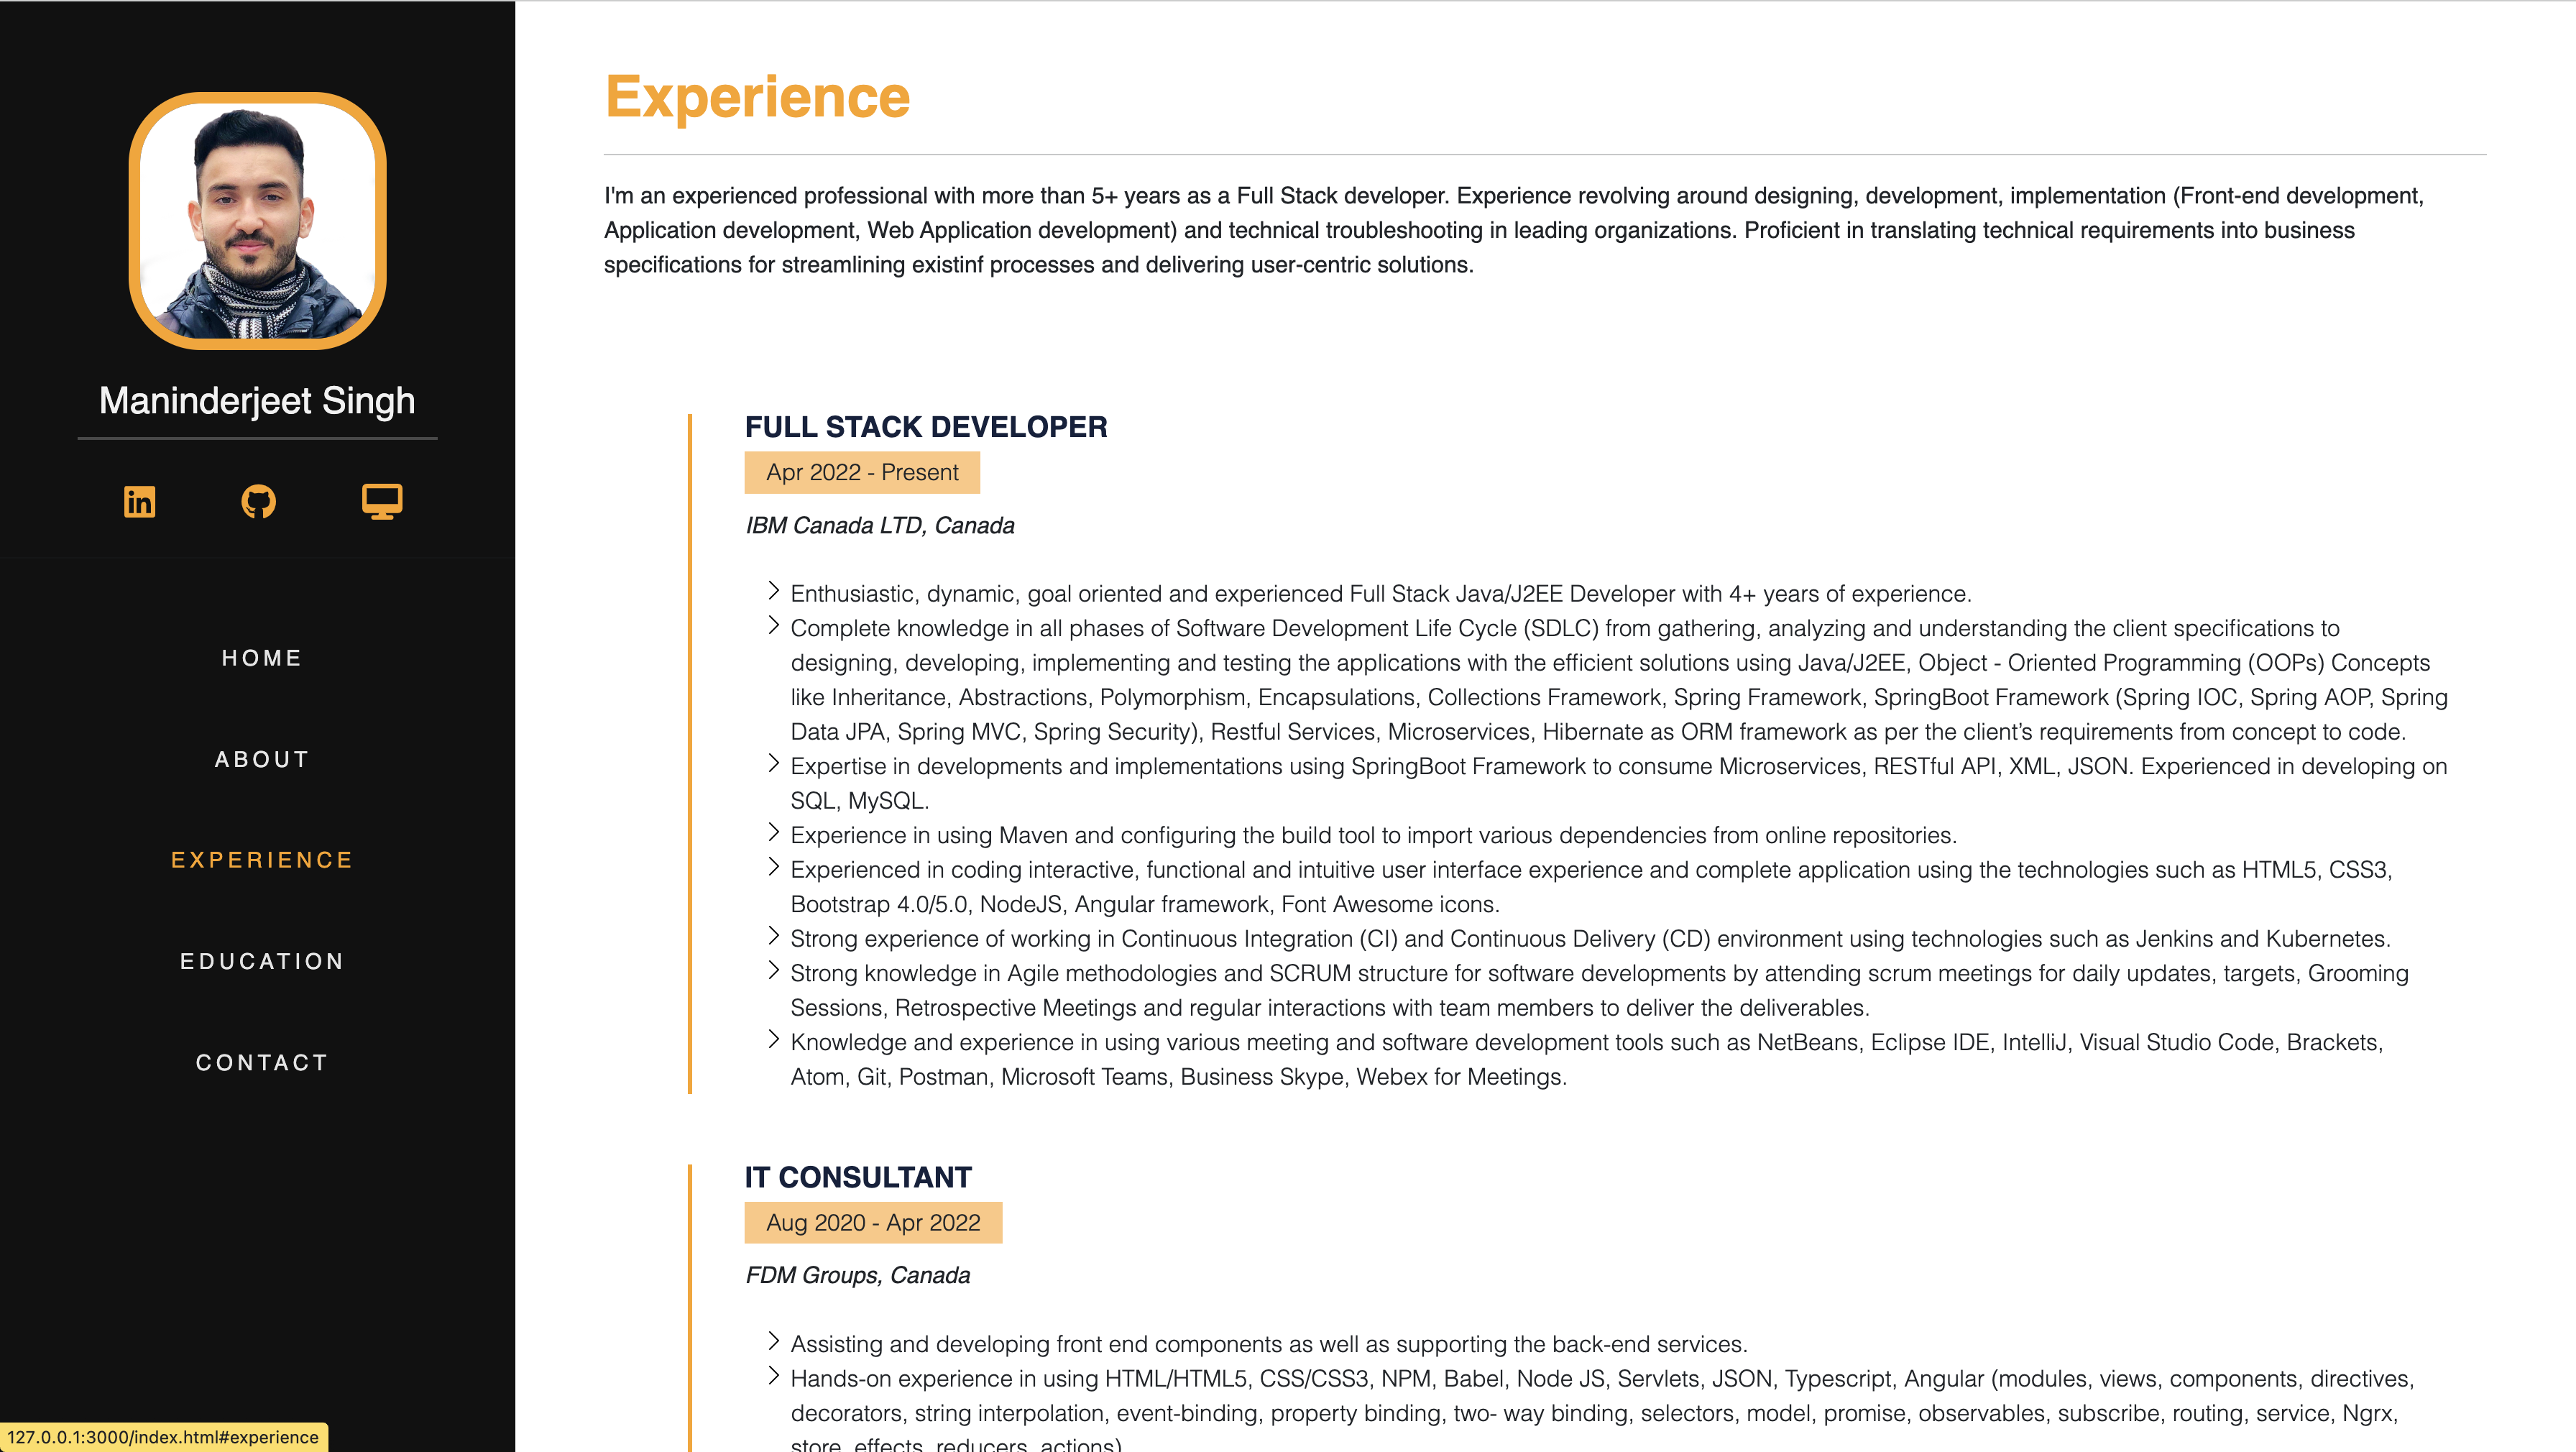 Maninderjeet Singh
in
HOME
ABOUT
EXPERIENCE
EDUCATION
CONTACT
127.0.0.1:3000/index.html#experience
Experience
I'm an experienced professional with more than 5+ years as a Full Stack developer. Experience revolving around designing, development, implementation (Front-end development,
Application development, Web Application development) and technical troubleshooting in leading organizations. Proficient in translating technical requirements into business
specifications for streamlining existinf processes and delivering user-centric solutions.
FULL STACK DEVELOPER
Apr 2022 - Present
IBM Canada LTD, Canada
Enthusiastic, dynamic, goal oriented and experienced Full Stack Java/J2EE Developer with 4+ years of experience.
Complete knowledge in all phases of Software Development Life Cycle (SDLC) from gathering, analyzing and understanding the client specifications to
designing, developing, implementing and testing the applications with the efficient solutions using Java/J2EE, Object - Oriented Programming (OOPs) Concepts
like Inheritance, Abstractions, Polymorphism, Encapsulations, Collections Framework, Spring Framework, SpringBoot Framework (Spring IOC, Spring AOP, Spring
Data JPA, Spring MVC, Spring Security), Restful Services, Microservices, Hibernate as ORM framework as per the client’s requirements from concept to code.
Expertise in developments and implementations using SpringBoot Framework to consume Microservices, RESTful API, XML, JSON. Experienced in developing on
SQL, MySQL.
Experience in using Maven and configuring the build tool to import various dependencies from online repositories.
Experienced in coding interactive, functional and intuitive user interface experience and complete application using the technologies such as HTML5, CSS3,
Bootstrap 4.0/5.0, NodeJS, Angular framework, Font Awesome icons.
Strong experience of working in Continuous Integration (CI) and Continuous Delivery (CD) environment using technologies such as Jenkins and Kubernetes.
Strong knowledge in Agile methodologies and SCRUM structure for software developments by attending scrum meetings for daily updates, targets, Grooming
Sessions, Retrospective Meetings and regular interactions with team members to deliver the deliverables.
Knowledge and experience in using various meeting and software development tools such as NetBeans, Eclipse IDE, IntelliJ, Visual Studio Code, Brackets,
Atom, Git, Postman, Microsoft Teams, Business Skype, Webex for Meetings.
IT CONSULTANT
Aug 2020 - Apr 2022
FDM Groups, Canada
Assisting and developing front end components as well as supporting the back-end services.
Hands-on experience in using HTML/HTML5, CSS/CSS3, NPM, Babel, Node JS, Servlets, JSON, Typescript, Angular (modules, views, components, directives,
decorators, string interpolation, event-binding, property binding, two- way binding, selectors, model, promise, observables, subscribe, routing, service, Ngrx,
store, effects, reducers, actions)